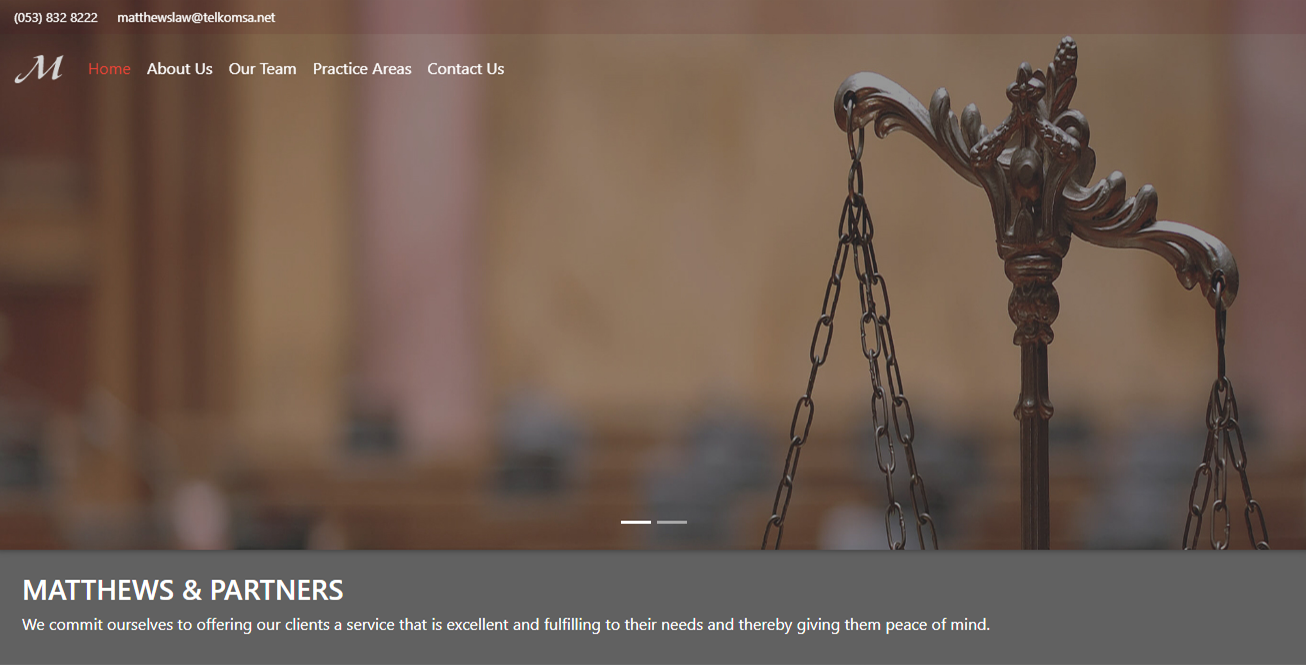 (053) 832 8222 matthewslaw@telkomsa.net
M Home About Us Our Team Practice Areas Contact Us
MATTHEWS & PARTNERS
We commit ourselves to offering our clients a service that is excellent and fulfilling to their needs and thereby giving them peace of mind.